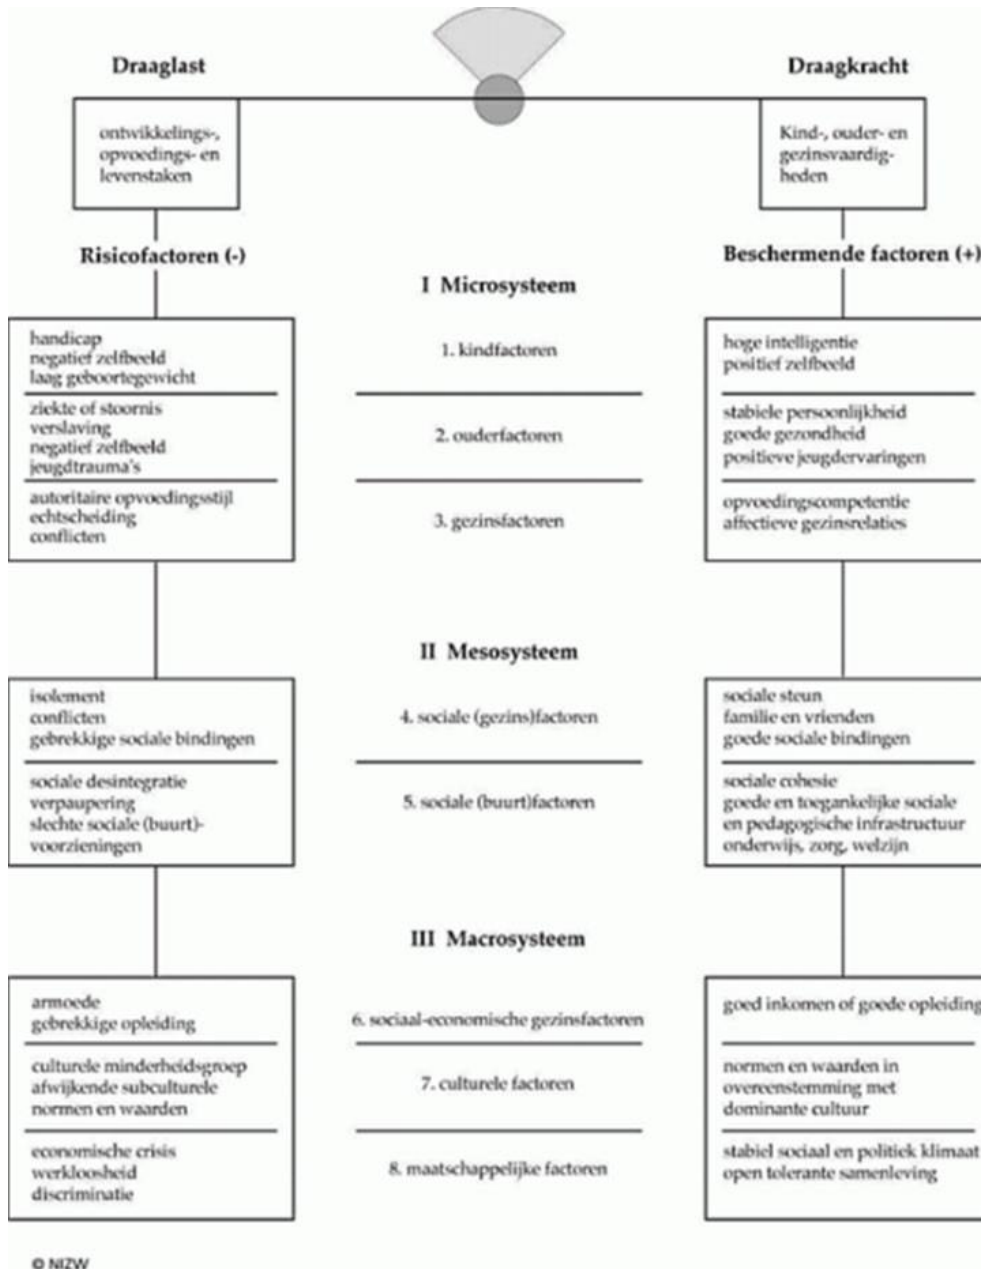 Draaglast
Draagkracht
ontwikkelings-,
opvoedings- en
levenstaken
Kind-, ouder- en
gezinsvaardig-
heden
Risicofactoren (-)
Beschermende factoren (+)
I Microsysteem
handicap
negatief zelfbeeld
laag geboortegewicht
1. kindfactoren
hoge intelligentie
positief zelfbeeld
ziekte of stoornis
verslaving
negatief zelfbeeld
jeugdtrauma's
2. ouderfactoren
stabiele persoonlijkheid
goede gezondheid
positieve jeugdervaringen
autoritaire opvoedingsstijl
echtscheiding
conflicten
3. gezinsfactoren
opvoedingscompetentie
affectieve gezinsrelaties
II Mesosysteem
isolement
conflicten
gebrekkige sociale bindingen
4. sociale (gezins)factoren
sociale steun
familie en vrienden
goede sociale bindingen
sociale desintegratie
verpaupering
slechte sociale (buurt)-
voorzieningen
5. sociale (buurt)factoren
sociale cohesie
goede en toegankelijke sociale
en pedagogische infrastructuur
onderwijs, zorg, welzijn
III Macrosysteem
armoede
gebrekkige opleiding
6. sociaal-economische gezinsfactoren
goed inkomen of goede opleiding
culturele minderheidsgroep
afwijkende subculturele
normen en waarden
7. culturele factoren
normen en waarden in
overeenstemming met
dominante cultuur
economische crisis
werkloosheid
discriminatie
8. maatschappelijke factoren
stabiel sociaal en politiek klimaat
open tolerante samenleving
© NIZW